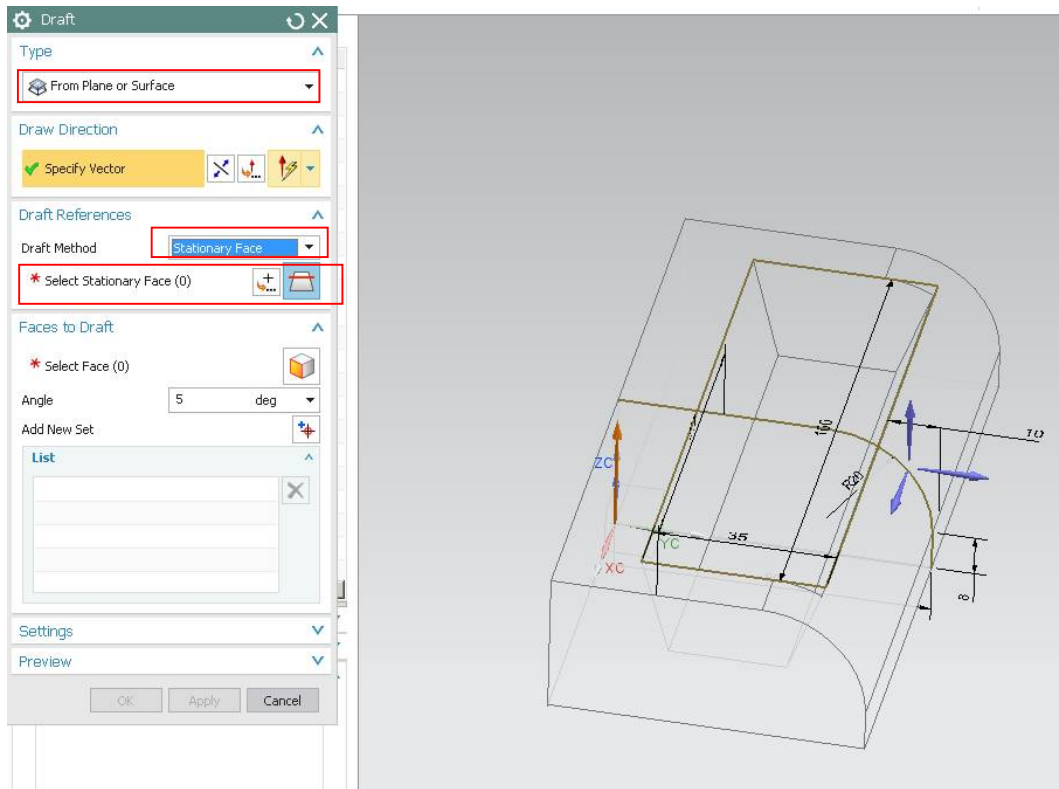 Draft
Type
From Plane or Surface
Draw Direction
Specify Vector
Draft References
Draft Method Stationary Face
* Select Stationary Face (0)
Faces to Draft
* Select Face (0)
Angle 5 deg
Add New Set
List
Settings
Preview
OK Apply Cancel
100
10
ZC
R20
35
YC
XC
8